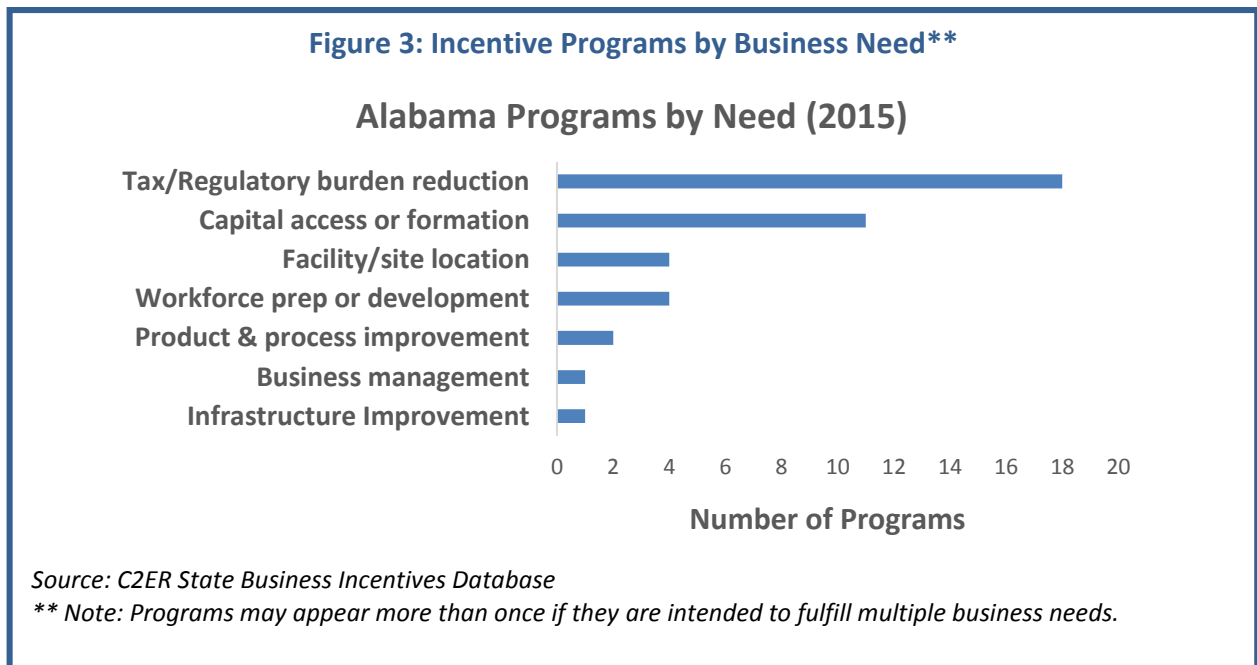 Figure 3: Incentive Programs by Business Need**
Alabama Programs by Need (2015)
Tax/Regulatory burden reduction
Capital access or formation
Facility/site location
Workforce prep or development
Product & process improvement
Business management
Infrastructure Improvement
0 2 4 6 8 10 12 14 16 18 20
Number of Programs
Source: C2ER State Business Incentives Database
** Note: Programs may appear more than once if they are intended to fulfill multiple business needs.